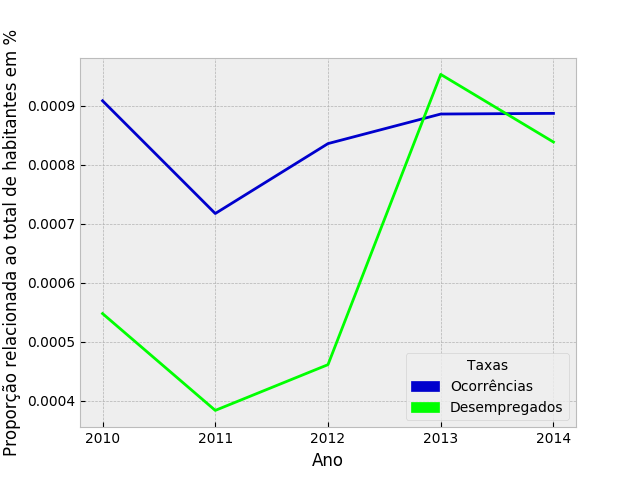 Proporção relacionada ao total de habitantes em %
0.0009
0.0008
0.0007
0.0006
0.0005
0.0004
Taxas
Ocorrências
Desempregados
2010 2011 2012 2013 2014
Ano